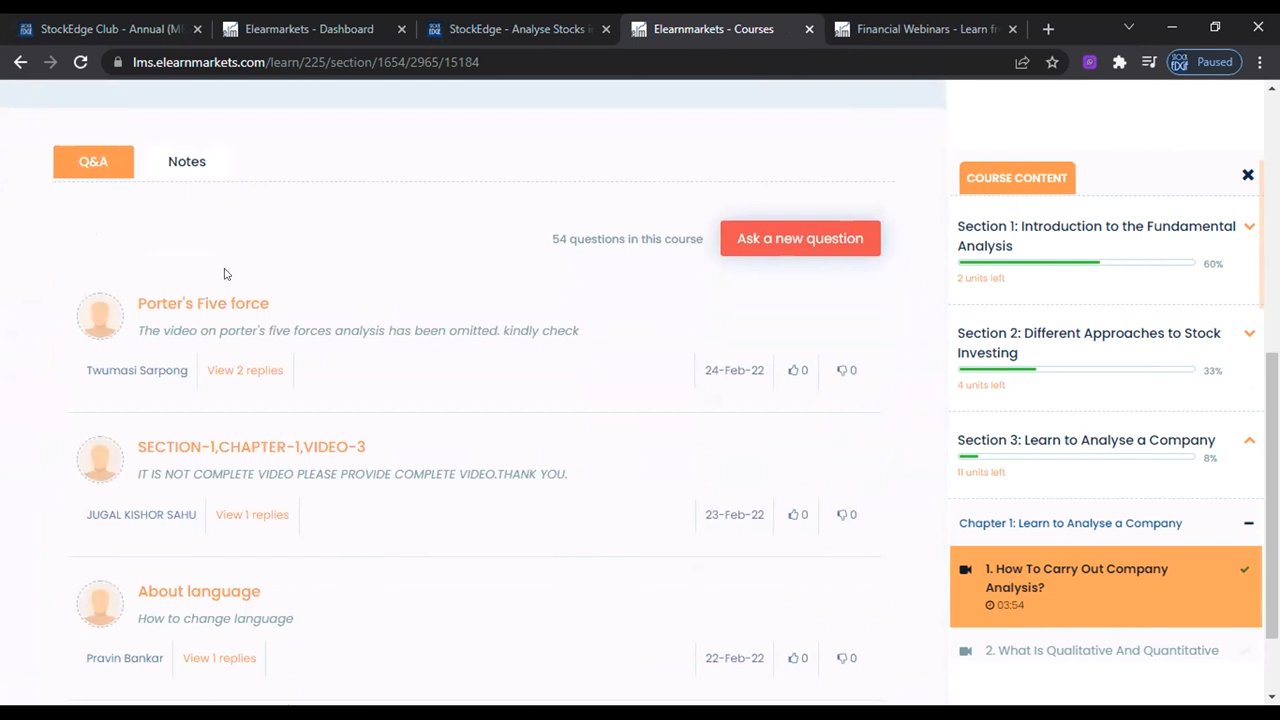 StockEdge Club - Annual (M
Elearnmarkets - Dashboard
StockEdge - Analyse Stocks i
Elearnmarkets - Courses
Financial Webinars - Learn f
lms.elearnmarkets.com/learn/225/section/1654/2965/15184
Paused
Q&A
Notes
54 questions in this course
Ask a new question
Porter's Five force
The video on porter's five forces analysis has been omitted. kindly check
Twumasi Sarpong
View 2 replies
24-Feb-22
0
0
SECTION-1,CHAPTER-1,VIDEO-3
IT IS NOT COMPLETE VIDEO PLEASE PROVIDE COMPLETE VIDEO.THANK YOU.
JUGAL KISHOR SAHU
View 1 replies
23-Feb-22
0
0
About language
How to change language
Pravin Bankar
View 1 replies
22-Feb-22
0
0
COURSE CONTENT
Section 1: Introduction to the Fundamental
Analysis
60%
2 units left
Section 2: Different Approaches to Stock
Investing
33%
4 units left
Section 3: Learn to Analyse a Company
8%
11 units left
Chapter 1: Learn to Analyse a Company
1. How To Carry Out Company
Analysis?
03:54
2. What Is Qualitative And Quantitative